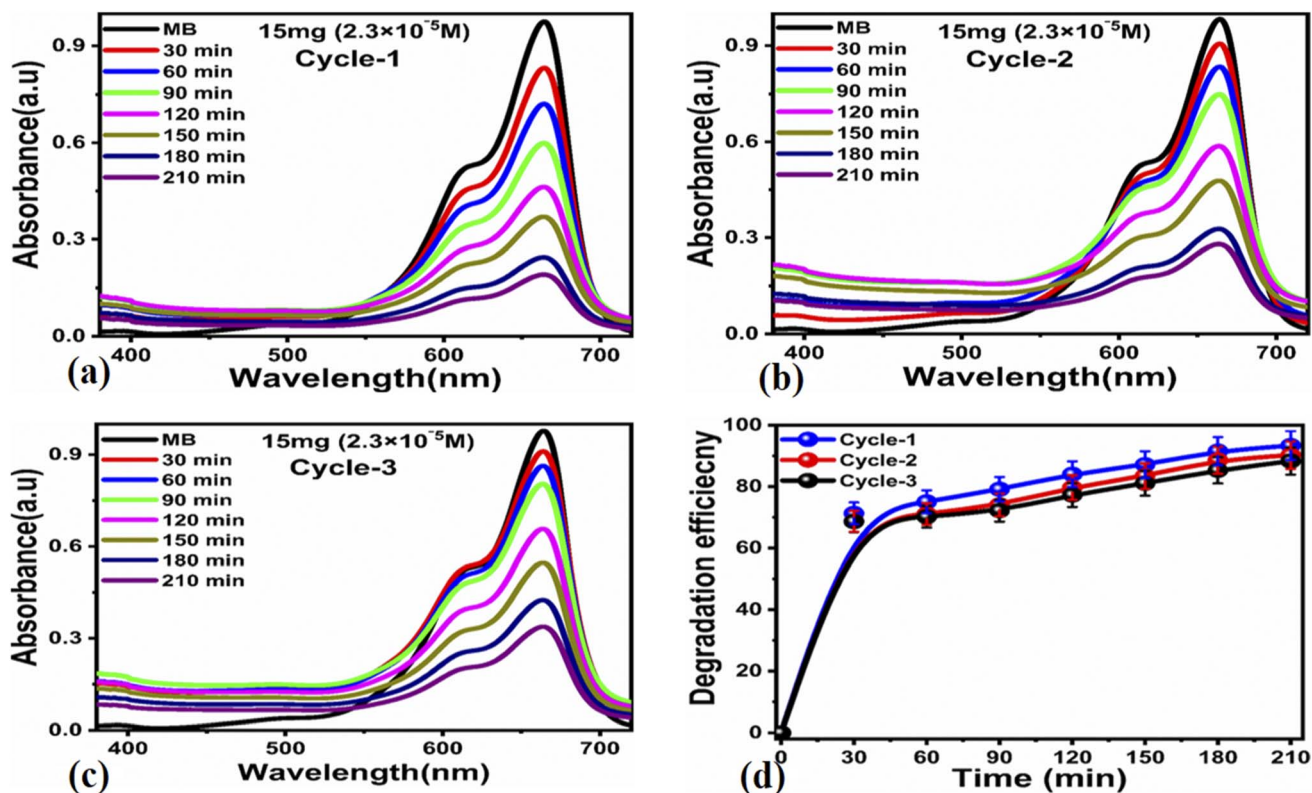 15mg (2.3×10⁻⁵M)
Cycle-1
MB
30 min
60 min
90 min
120 min
150 min
180 min
210 min
Absorbance(a.u)
0.9
0.6
0.3
0.0
400 500 600 700
Wavelength(nm)
(a)
15mg (2.3×10⁻⁵M)
Cycle-2
MB
30 min
60 min
90 min
120 min
150 min
180 min
210 min
Absorbance(a.u)
0.9
0.6
0.3
0.0
400 500 600 700
Wavelength(nm)
(b)
15mg (2.3×10⁻⁵M)
Cycle-3
MB
30 min
60 min
90 min
120 min
150 min
180 min
210 min
Absorbance(a.u)
0.9
0.6
0.3
0.0
400 500 600 700
Wavelength(nm)
(c)
Cycle-1
Cycle-2
Cycle-3
Degradation efficiecny
100
80
60
40
20
0
0 30 60 90 120 150 180 210
Time (min)
(d)